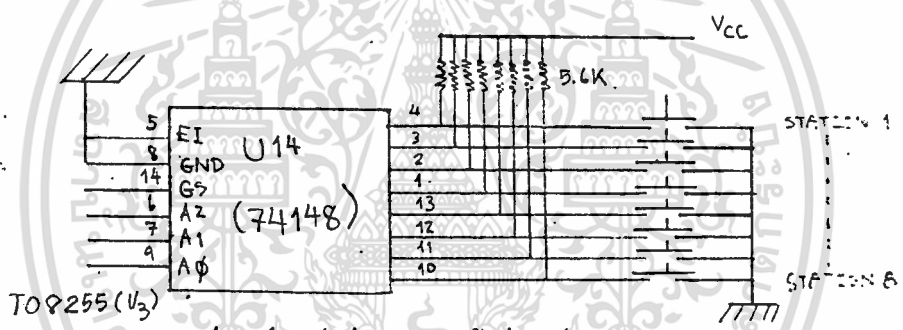 VCC
5.6K.
4
5 EI
U14
STATION 1
3
8 GND
2
14 GS
1
6 A2
(74148)
13
7 A1
12
9 AØ
11
10
TO 8255 (U3)
STATION 8